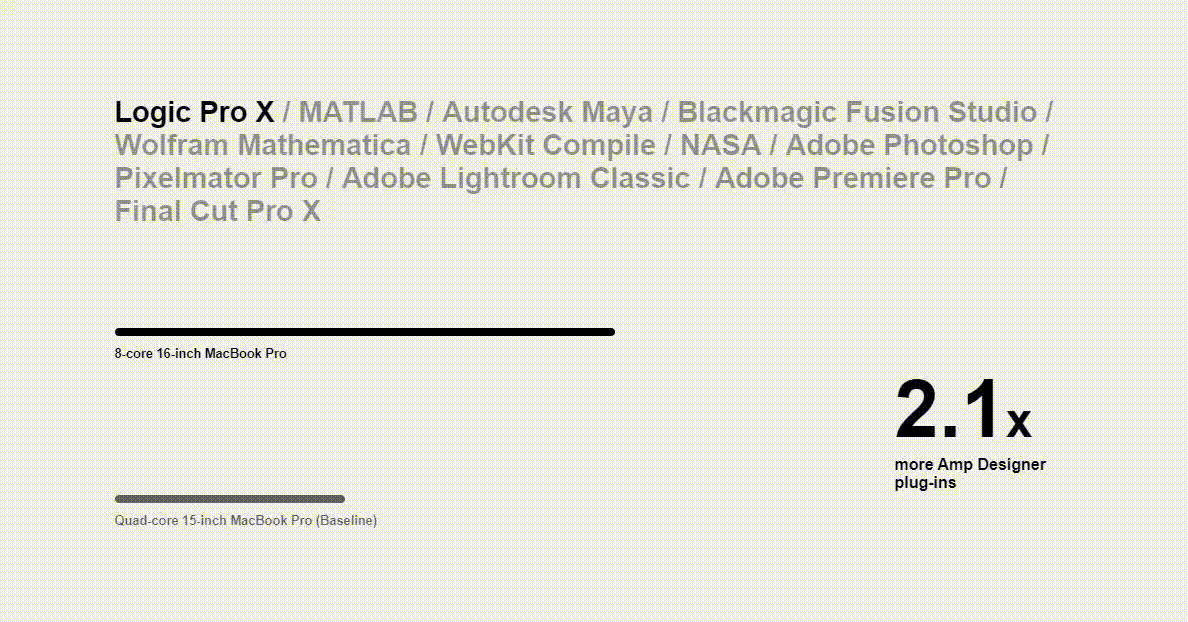 Logic Pro X / MATLAB / Autodesk Maya / Blackmagic Fusion Studio /
Wolfram Mathematica / WebKit Compile / NASA / Adobe Photoshop /
Pixelmator Pro / Adobe Lightroom Classic / Adobe Premiere Pro /
Final Cut Pro X
8-core 16-inch MacBook Pro
2.1x
more Amp Designer
plug-ins
Quad-core 15-inch MacBook Pro (Baseline)